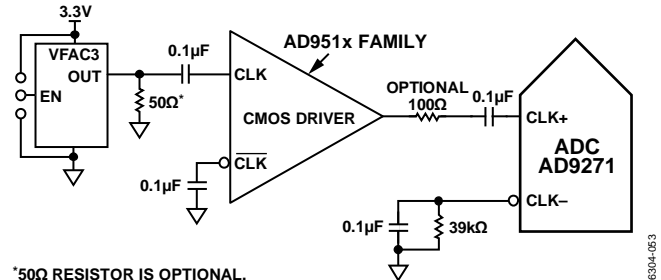 3.3V
VFAC3
OUT
EN
50Ω*
0.1µF
CLK
AD951x FAMILY
CMOS DRIVER
CLK
0.1µF
OPTIONAL
100Ω
0.1µF
CLK+
ADC
AD9271
CLK–
0.1µF
39kΩ
*50Ω RESISTOR IS OPTIONAL.
6304-053